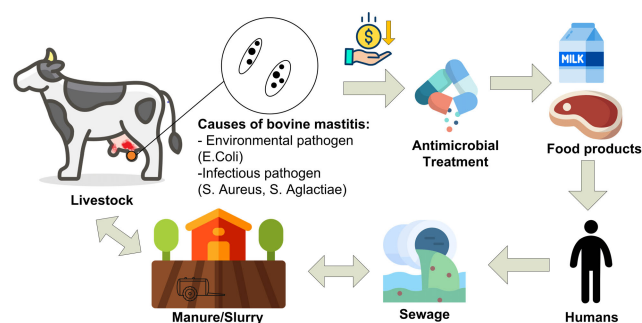 Causes of bovine mastitis:
- Environmental pathogen
(E.Coli)
-Infectious pathogen
(S. Aureus, S. Aglactiae)
Livestock
$
Antimicrobial
Treatment
MILK
Food products
Humans
Sewage
Manure/Slurry